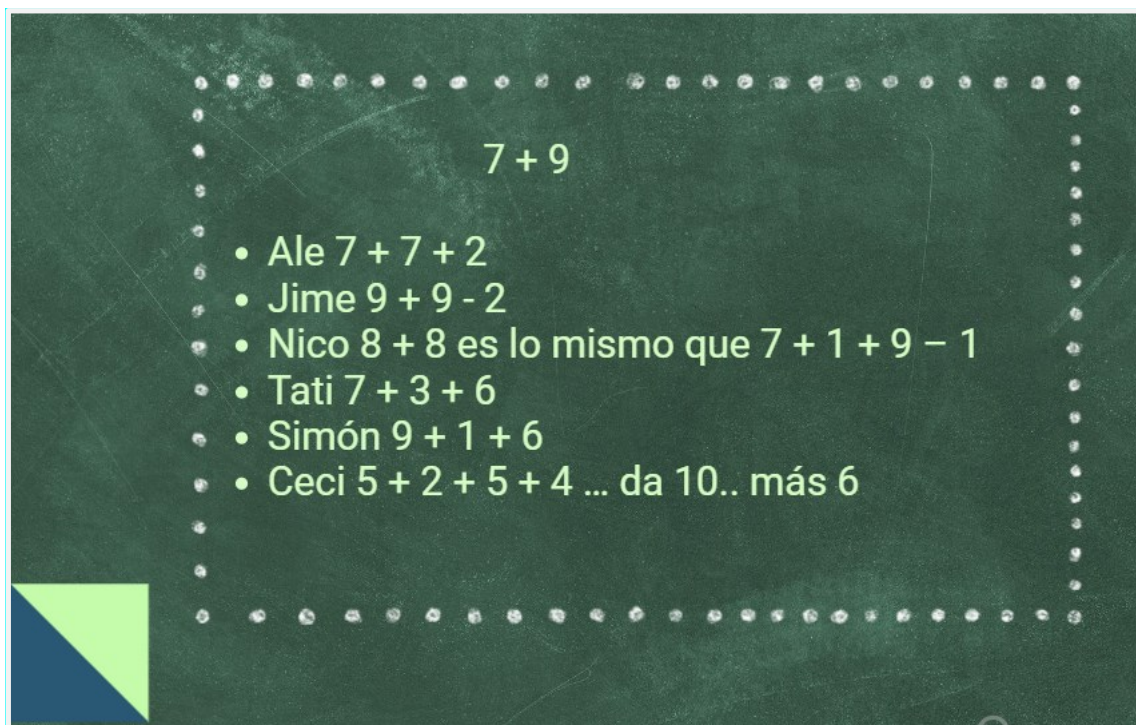 7 + 9
• Ale 7 + 7 + 2
• Jime 9 + 9 - 2
• Nico 8 + 8 es lo mismo que 7 + 1 + 9 – 1
• Tati 7 + 3 + 6
• Simón 9 + 1 + 6
• Ceci 5 + 2 + 5 + 4 ... da 10.. más 6